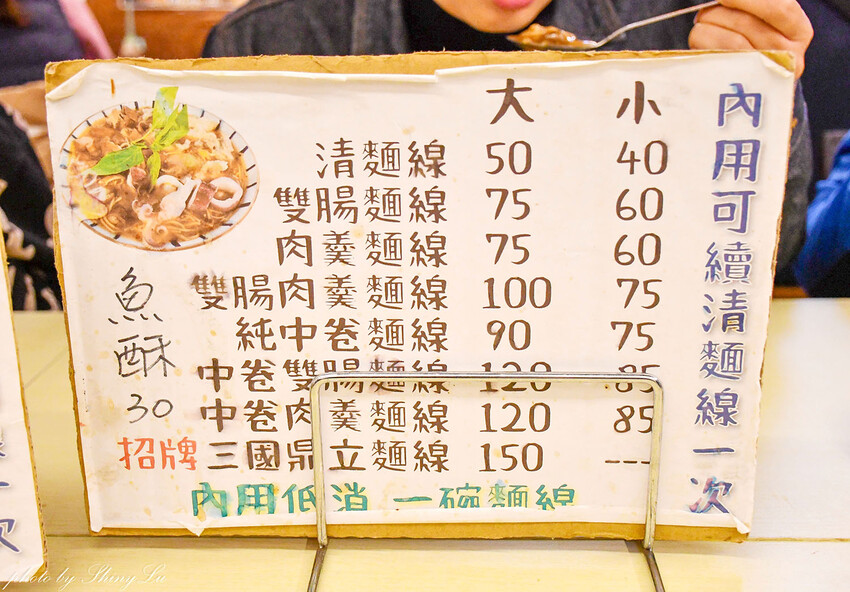 大 小
清麵線 50 40
雙腸麵線 75 60
肉羹麵線 75 60
雙腸肉羹麵線 100 75
純中卷麵線 90 75
中卷雙腸麵線 120 85
中卷肉羹麵線 120 85
招牌 三國鼎立麵線 150 ---
內用低消 一碗麵線
魚酥
30
內用可續清麵線一次
一次
photo by Shiny Su